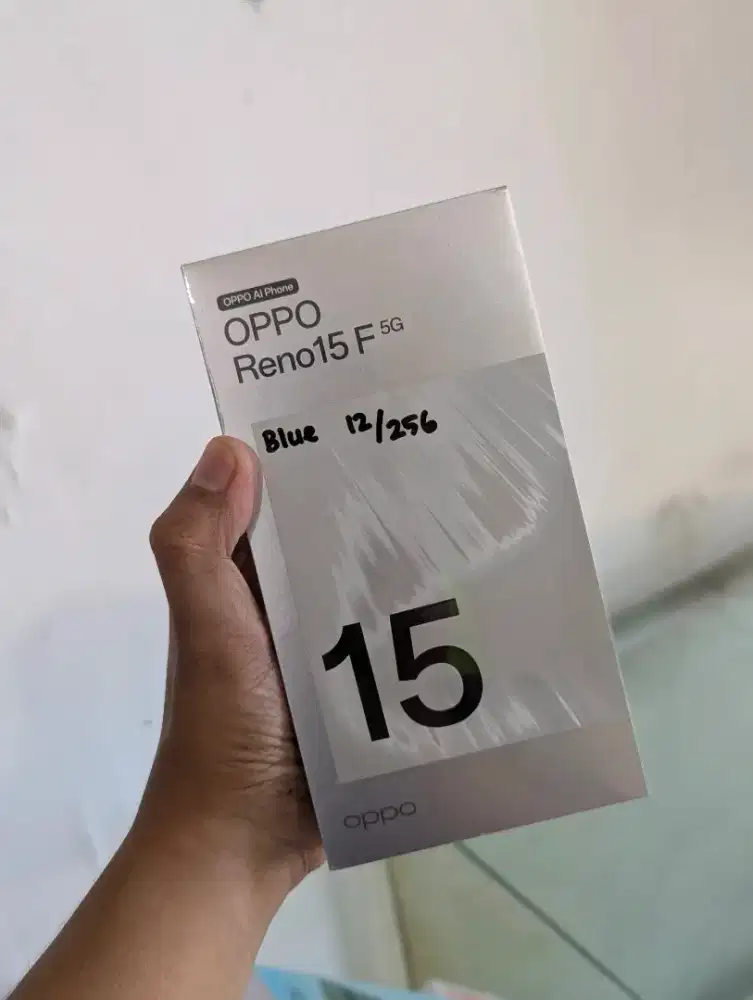 OPPO AI Phone
OPPO
Reno15 F 5G
Blue 12/256
15
oppo